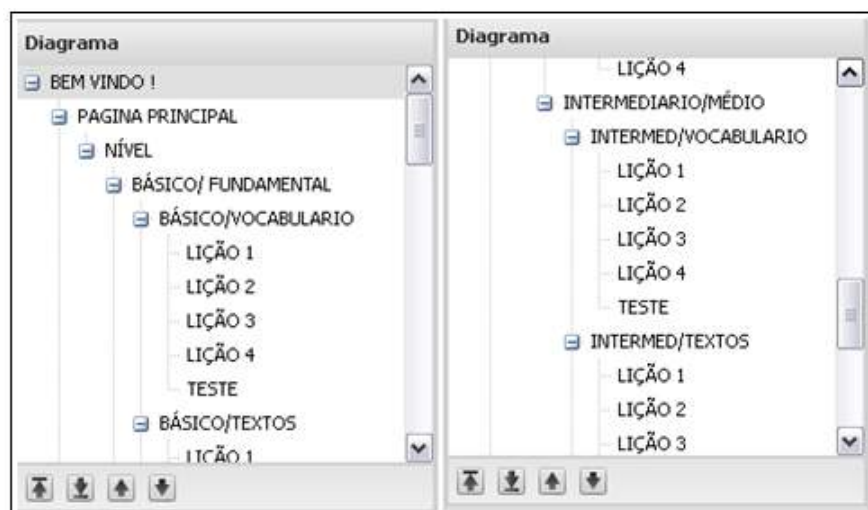 Diagrama
BEM VINDO !
PAGINA PRINCIPAL
NÍVEL
BÁSICO/ FUNDAMENTAL
BÁSICO/VOCABULARIO
LIÇÃO 1
LIÇÃO 2
LIÇÃO 3
LIÇÃO 4
TESTE
BÁSICO/TEXTOS
LIÇÃO 1
Diagrama
LIÇÃO 4
INTERMEDIARIO/MÉDIO
INTERMED/VOCABULARIO
LIÇÃO 1
LIÇÃO 2
LIÇÃO 3
LIÇÃO 4
TESTE
INTERMED/TEXTOS
LIÇÃO 1
LIÇÃO 2
LIÇÃO 3